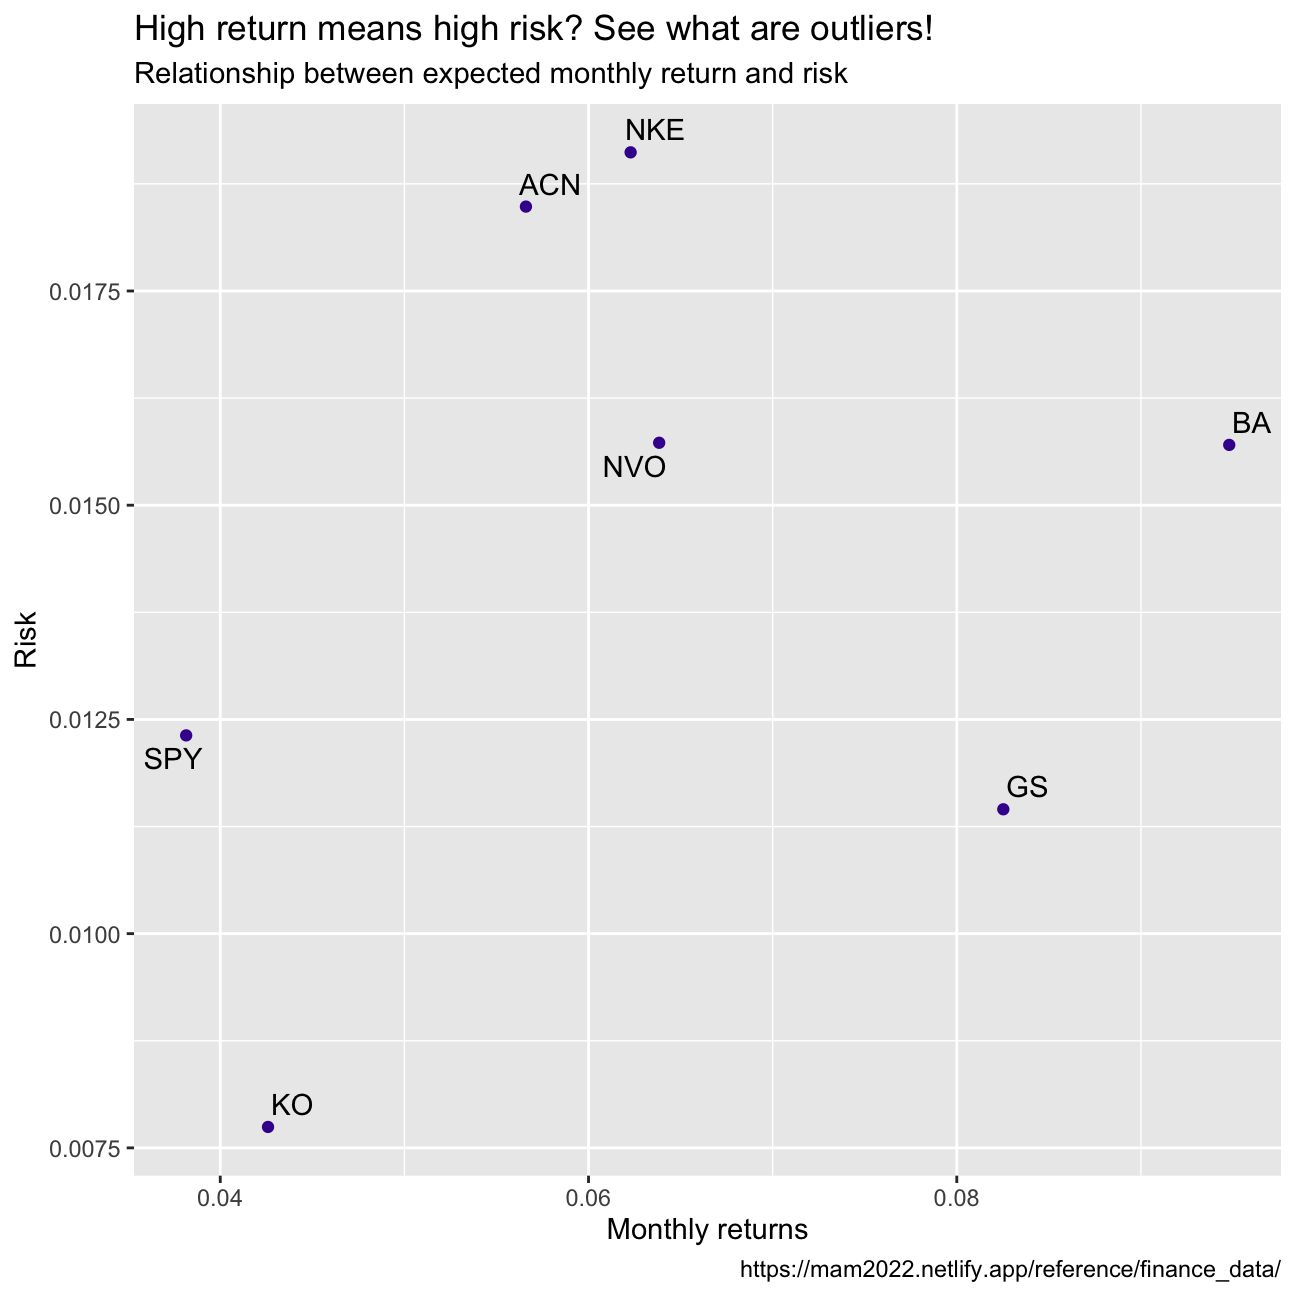 High return means high risk? See what are outliers!
Relationship between expected monthly return and risk
NKE
ACN
0.0175
BA
NVO
0.0150
Risk
0.0125
SPY
GS
0.0100
KO
0.0075
0.04
0.06
0.08
Monthly returns
https://mam2022.netlify.app/reference/finance_data/